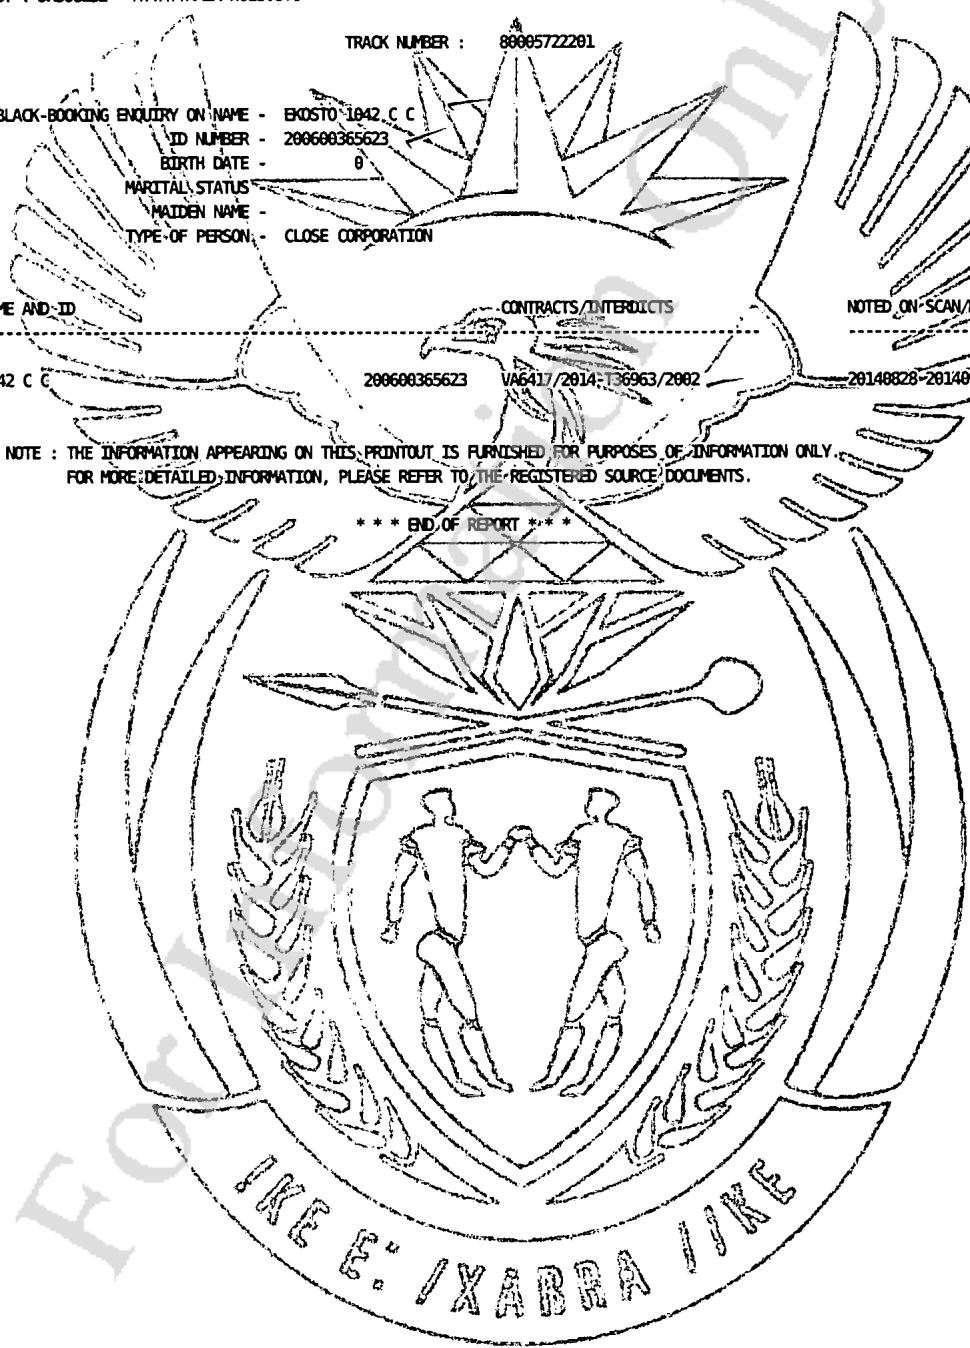 TRACK NUMBER : 80005722201
BLACK-BOOKING ENQUIRY ON NAME - EKOSTO 1042 C C
ID NUMBER - 200600365623
BIRTH DATE - 0
MARITAL STATUS -
MAIDEN NAME -
TYPE OF PERSON - CLOSE CORPORATION
ME AND ID CONTRACTS/INTERDICTS NOTED ON SCAN/
42 C C 200600365623 VA6417/2014-T36963/2002 20140828-20140
NOTE : THE INFORMATION APPEARING ON THIS PRINTOUT IS FURNISHED FOR PURPOSES OF INFORMATION ONLY.
FOR MORE DETAILED INFORMATION, PLEASE REFER TO THE REGISTERED SOURCE DOCUMENTS.
* * * END OF REPORT * * *
For Information Only
!KE E: /XARRA //KE